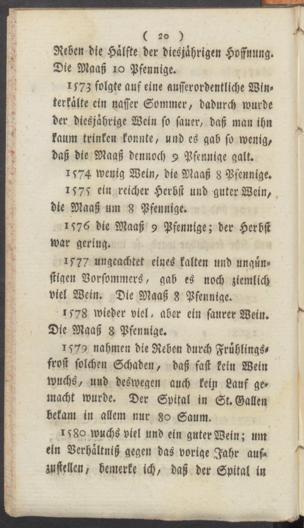 ( 20 )
Reben die Hälfte der diesjährigen Hoffnung.
Die Maaß 10 Pfennige.
1573 folgte auf eine ausserordentliche Win-
terkälte ein nasser Sommer, dadurch wurde
der diesjährige Wein so sauer, daß man ihn
kaum trinken konnte, und es gab so wenig,
daß die Maaß dennoch 9 Pfennige galt.
1574 wenig Wein, die Maaß 8 Pfennige.
1575 ein reicher Herbst und guter Wein,
die Maaß um 8 Pfennige.
1576 die Maaß 9 Pfennige; der Herbst
war gering.
1577 ungeachtet eines kalten und ungün-
stigen Vorsommers, gab es noch ziemlich
viel Wein. Die Maaß 8 Pfennige.
1578 wieder viel, aber ein saurer Wein.
Die Maaß 8 Pfennige.
1579 nahmen die Reben durch Frühlings-
frost solchen Schaden, daß fast kein Wein
wuchs, und deswegen auch kein Lauf ge-
macht wurde. Der Spital in St. Gallen
bekam in allem nur 80 Saum.
1580 wuchs viel und ein guter Wein; um
ein Verhältniß gegen das vorige Jahr auf-
zustellen, bemerke ich, daß der Spital in